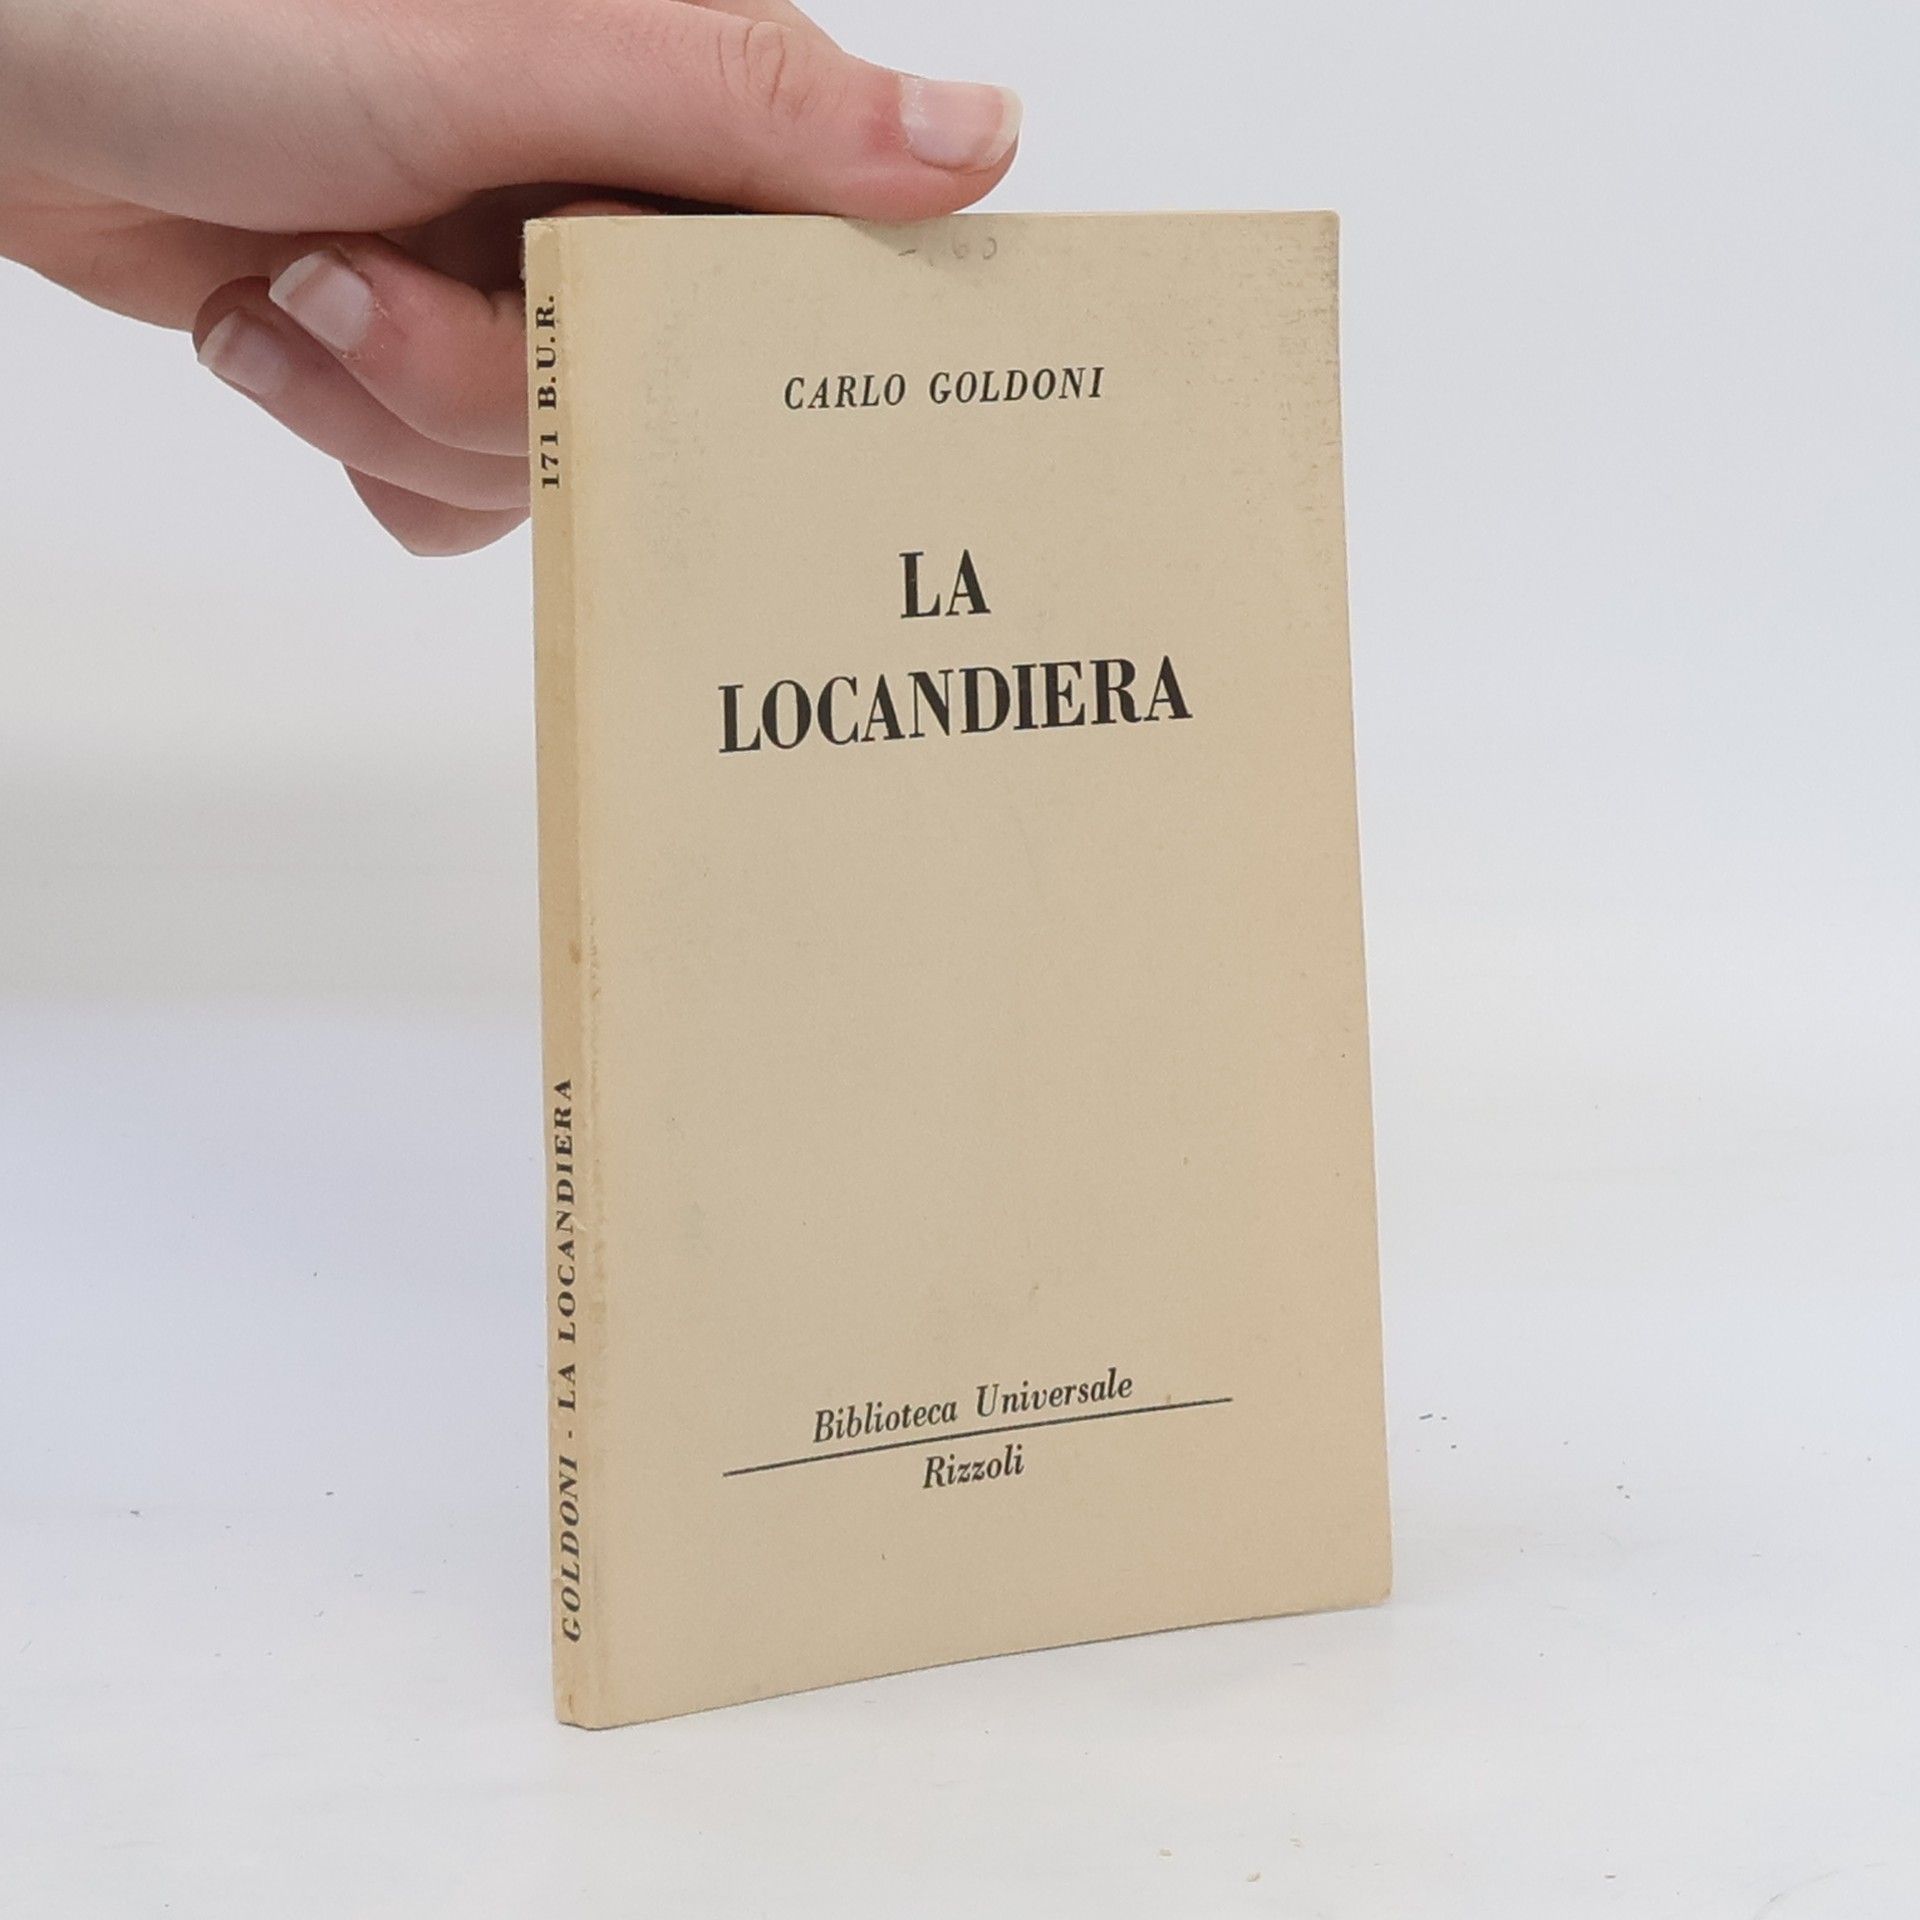 CARLO GOLDONI
LA
LOCANDIERA
Biblioteca Universale
Rizzoli
171 B.U.R.
GOLDONI - LA LOCANDIERA